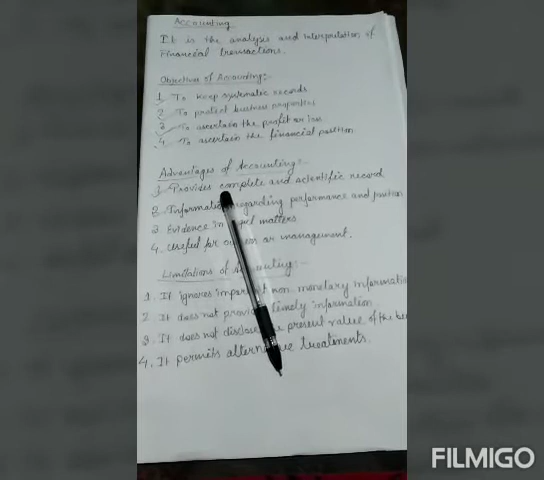 Accounting
It is the analysis and interpretation of
Financial transactions.
Objectives of Accounting:-
1 To keep systematic records
2 To protect business properties
3 To ascertain the profit or loss
4 To ascertain the financial position
Advantages of Accounting:-
1 Provides complete and scientific record
2. Information regarding performance and position
3. Evidence in matters
4. Useful for or management.
Limitations of Accounting:-
1. It ignores important non monetary informatio
2. It does not provide timely information.
3. It does not disclose the present value of the
4. It permits alternative treatments.
FILMIGO